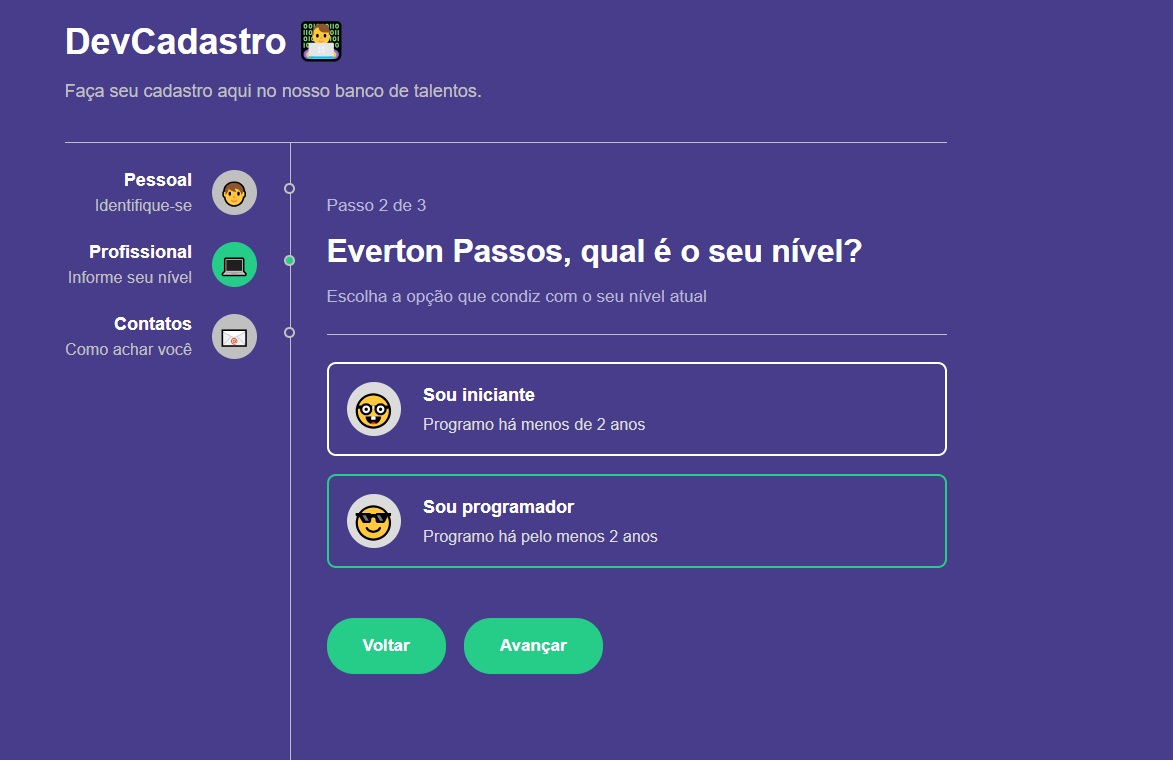 DevCadastro
Faça seu cadastro aqui no nosso banco de talentos.
Pessoal
Identifique-se
Profissional
Informe seu nível
Contatos
Como achar você
Passo 2 de 3
Everton Passos, qual é o seu nível?
Escolha a opção que condiz com o seu nível atual
Sou iniciante
Programo há menos de 2 anos
Sou programador
Programo há pelo menos 2 anos
Voltar
Avançar